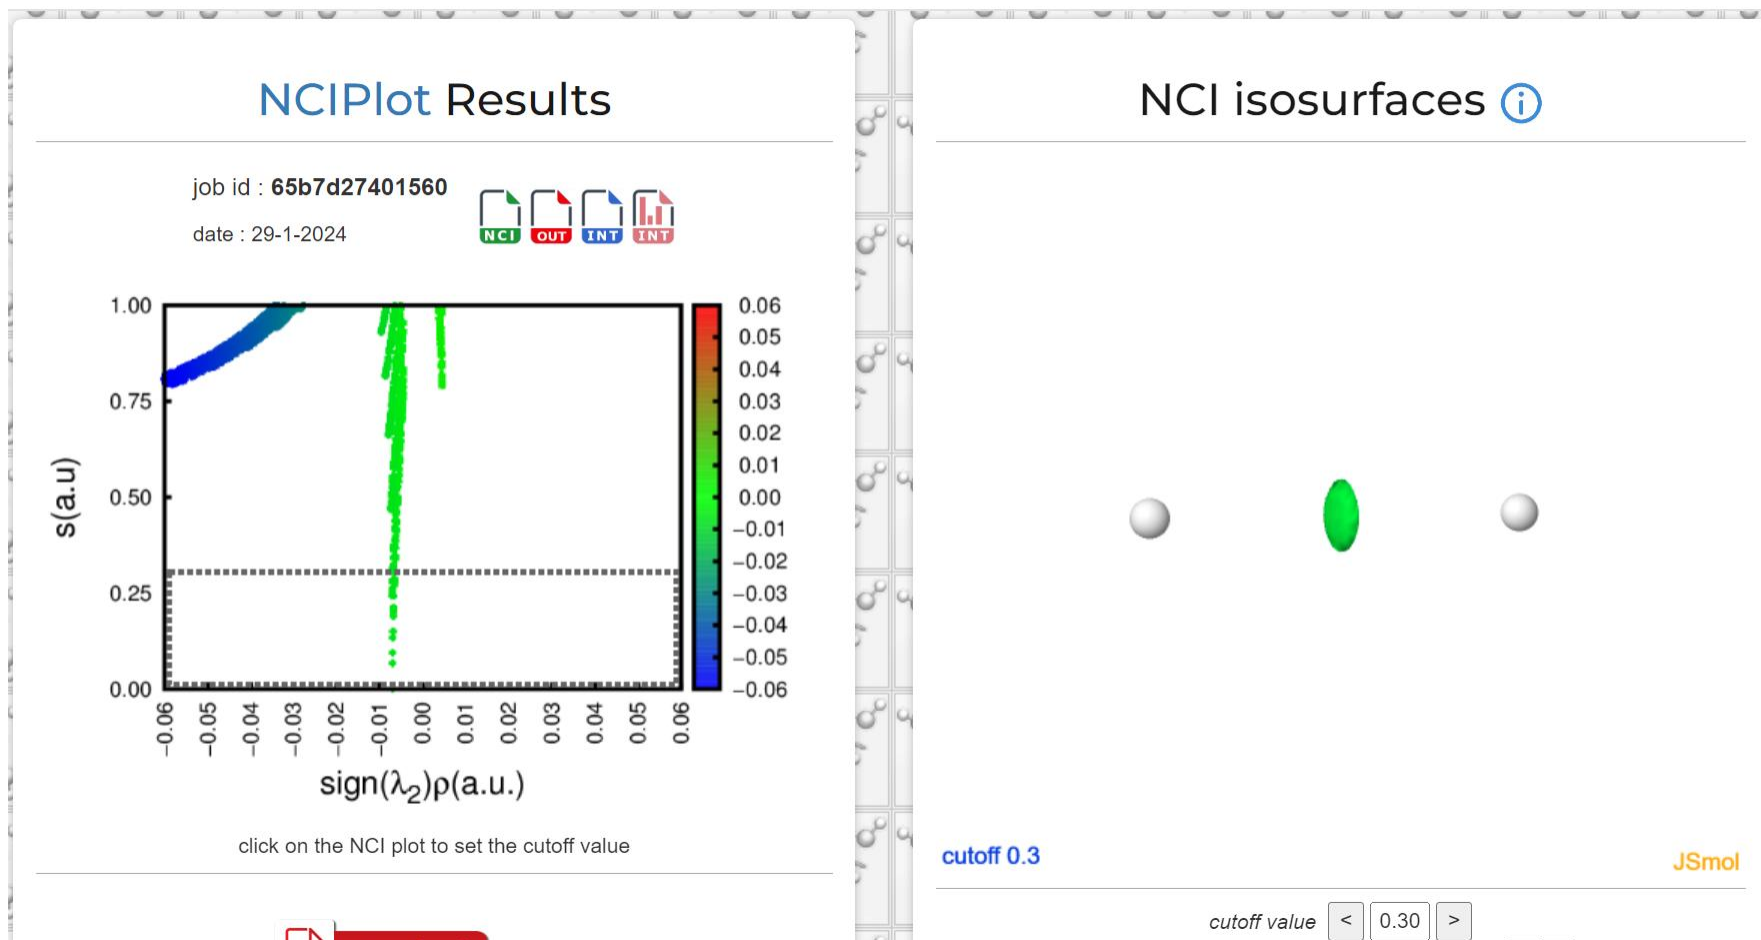 NCIPlot Results
job id : 65b7d27401560
date : 29-1-2024
NCI OUT INT INT
1.00
0.75
0.50
0.25
0.00
s(a.u)
−0.06 −0.05 −0.04 −0.03 −0.02 −0.01 0.00 0.01 0.02 0.03 0.04 0.05 0.06
sign(λ2)ρ(a.u.)
0.06
0.05
0.04
0.03
0.02
0.01
0.00
−0.01
−0.02
−0.03
−0.04
−0.05
−0.06
click on the NCI plot to set the cutoff value
NCI isosurfaces i
cutoff 0.3
JSmol
cutoff value < 0.30 >